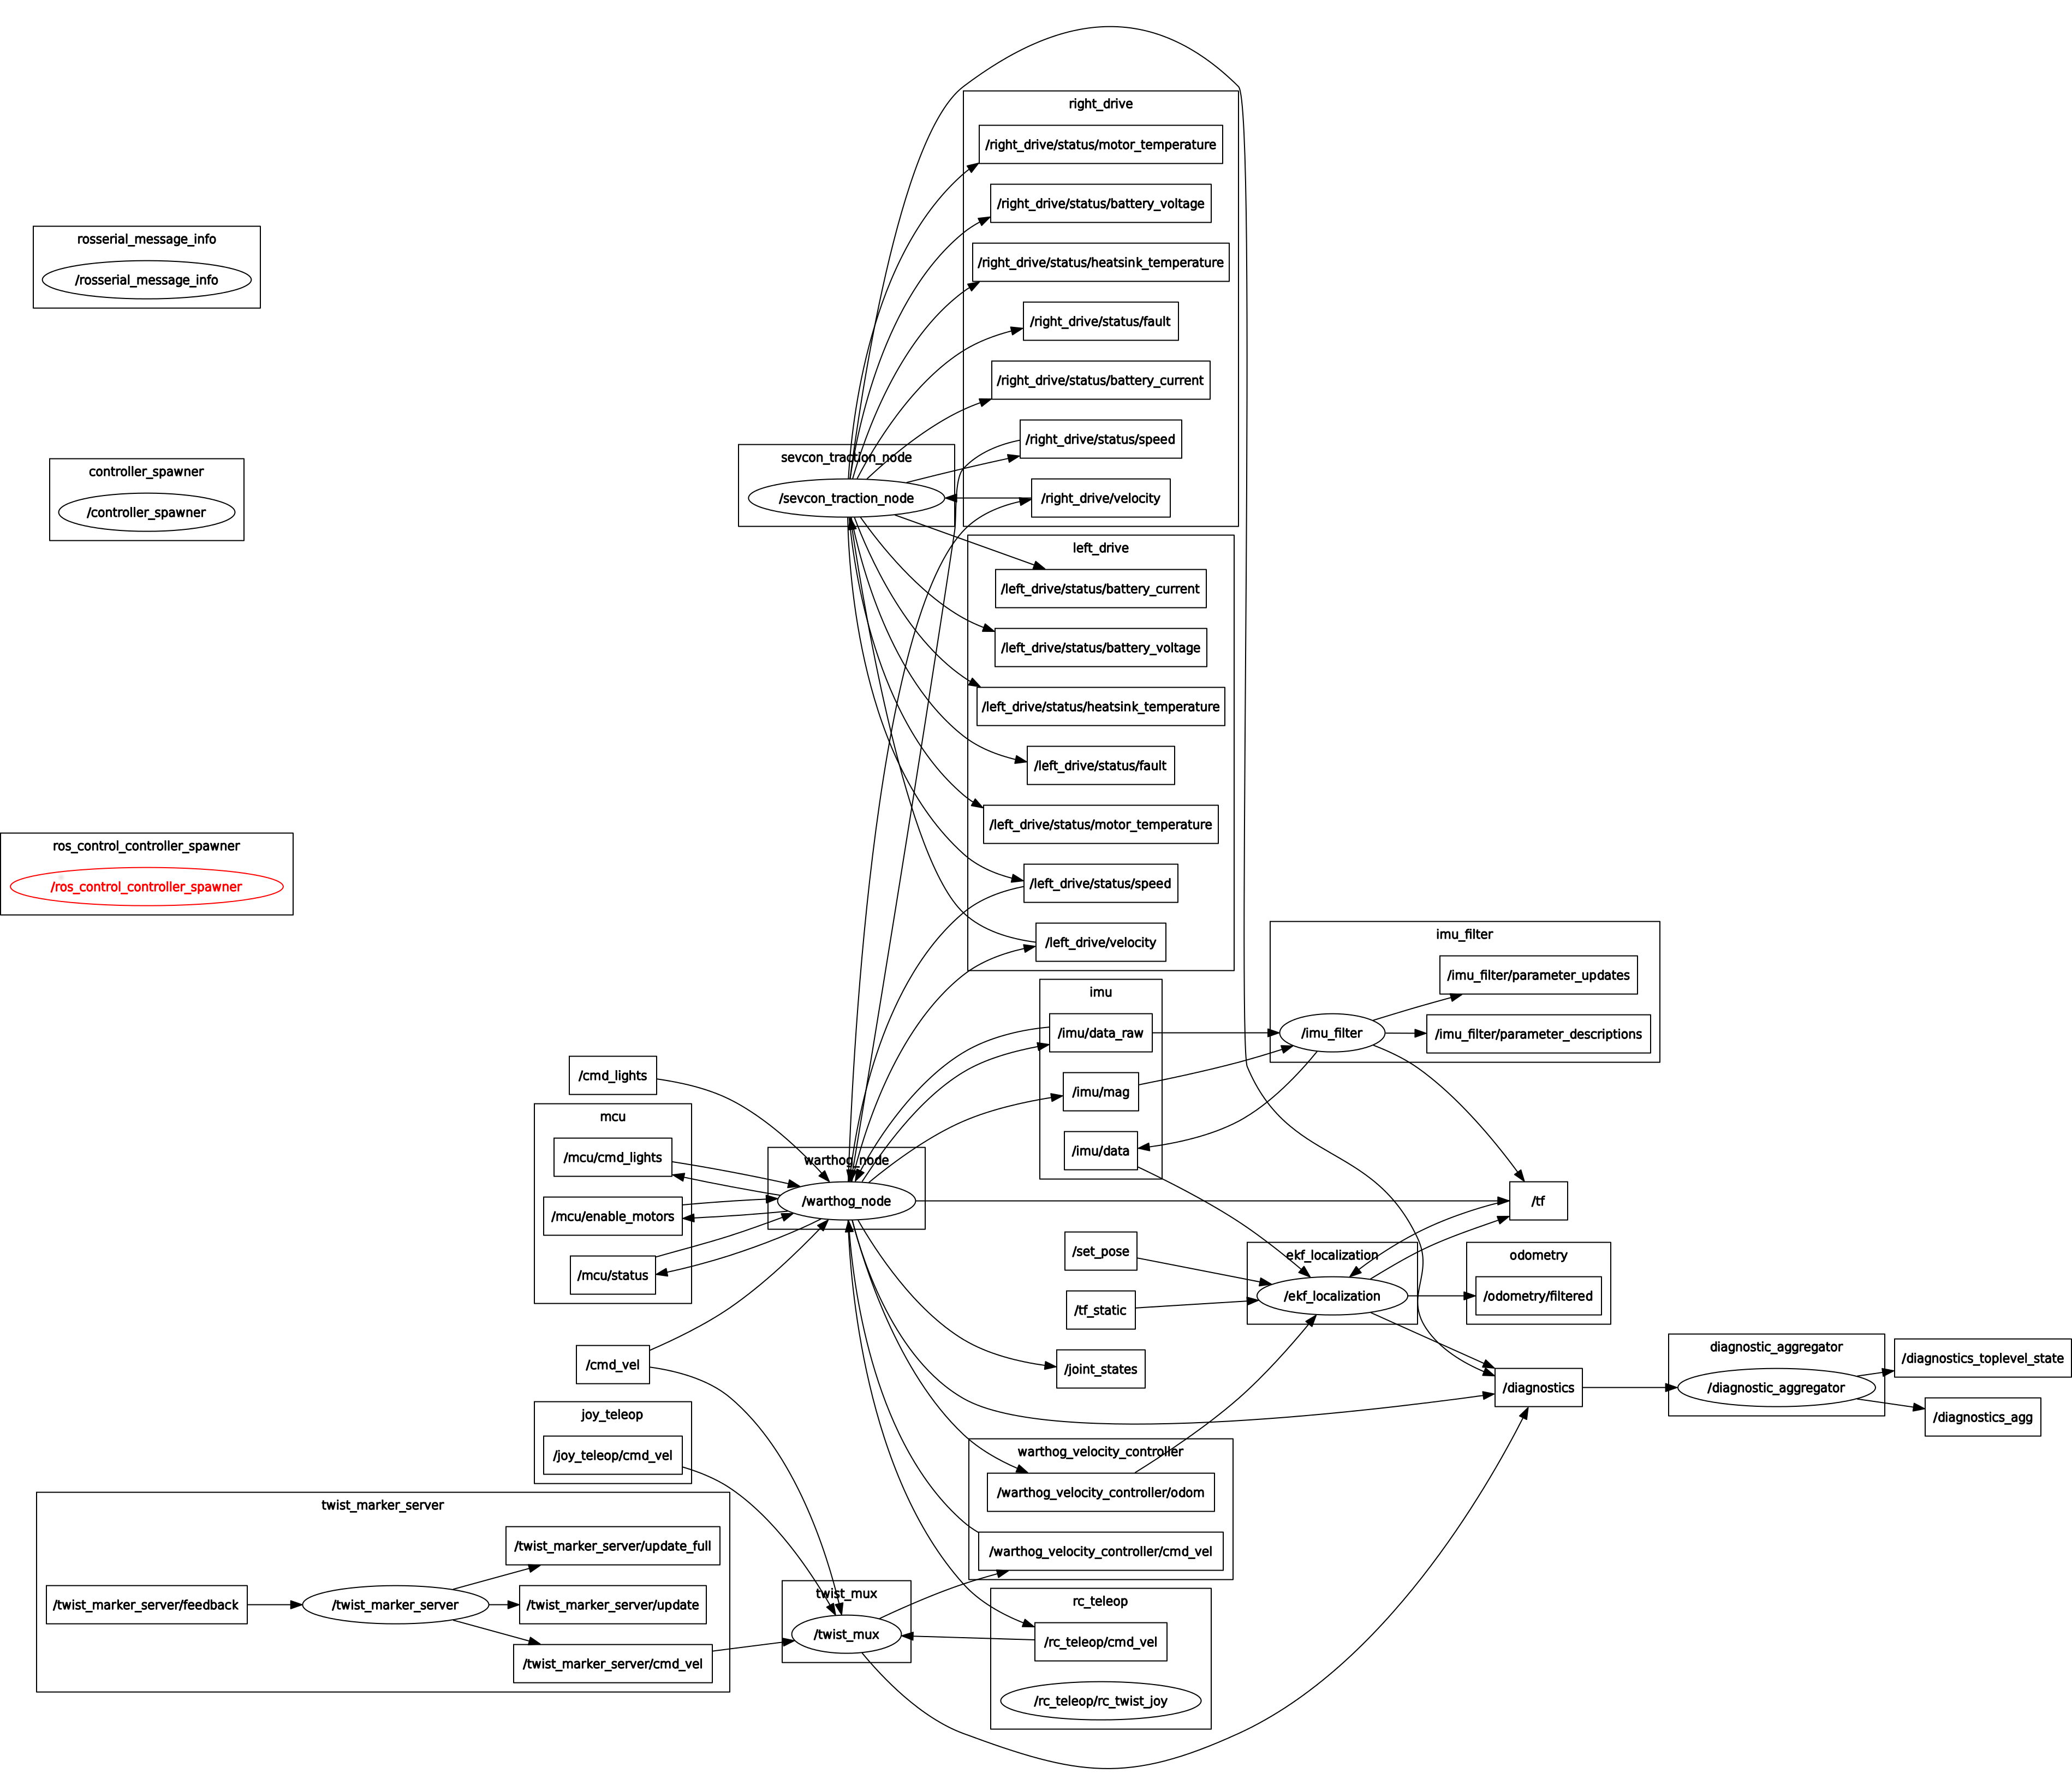 right_drive
/right_drive/status/motor_temperature
/right_drive/status/battery_voltage
/right_drive/status/heatsink_temperature
/right_drive/status/fault
/right_drive/status/battery_current
/right_drive/status/speed
/right_drive/velocity
rosserial_message_info
/rosserial_message_info
controller_spawner
/controller_spawner
sevcon_traction_node
/sevcon_traction_node
left_drive
/left_drive/status/battery_current
/left_drive/status/battery_voltage
/left_drive/status/heatsink_temperature
/left_drive/status/fault
/left_drive/status/motor_temperature
/left_drive/status/speed
/left_drive/velocity
ros_control_controller_spawner
/ros_control_controller_spawner
imu_filter
/imu_filter/parameter_updates
/imu_filter
/imu_filter/parameter_descriptions
imu
/imu/data_raw
/imu/mag
/imu/data
/cmd_lights
mcu
/mcu/cmd_lights
/mcu/enable_motors
/mcu/status
warthog_node
/warthog_node
/tf
/set_pose
/tf_static
ekf_localization
/ekf_localization
odometry
/odometry/filtered
/joint_states
/cmd_vel
/diagnostics
diagnostic_aggregator
/diagnostic_aggregator
/diagnostics_toplevel_state
/diagnostics_agg
joy_teleop
/joy_teleop/cmd_vel
warthog_velocity_controller
/warthog_velocity_controller/odom
/warthog_velocity_controller/cmd_vel
twist_marker_server
/twist_marker_server/update_full
/twist_marker_server/feedback
/twist_marker_server
/twist_marker_server/update
/twist_marker_server/cmd_vel
twist_mux
/twist_mux
rc_teleop
/rc_teleop/cmd_vel
/rc_teleop/rc_twist_joy